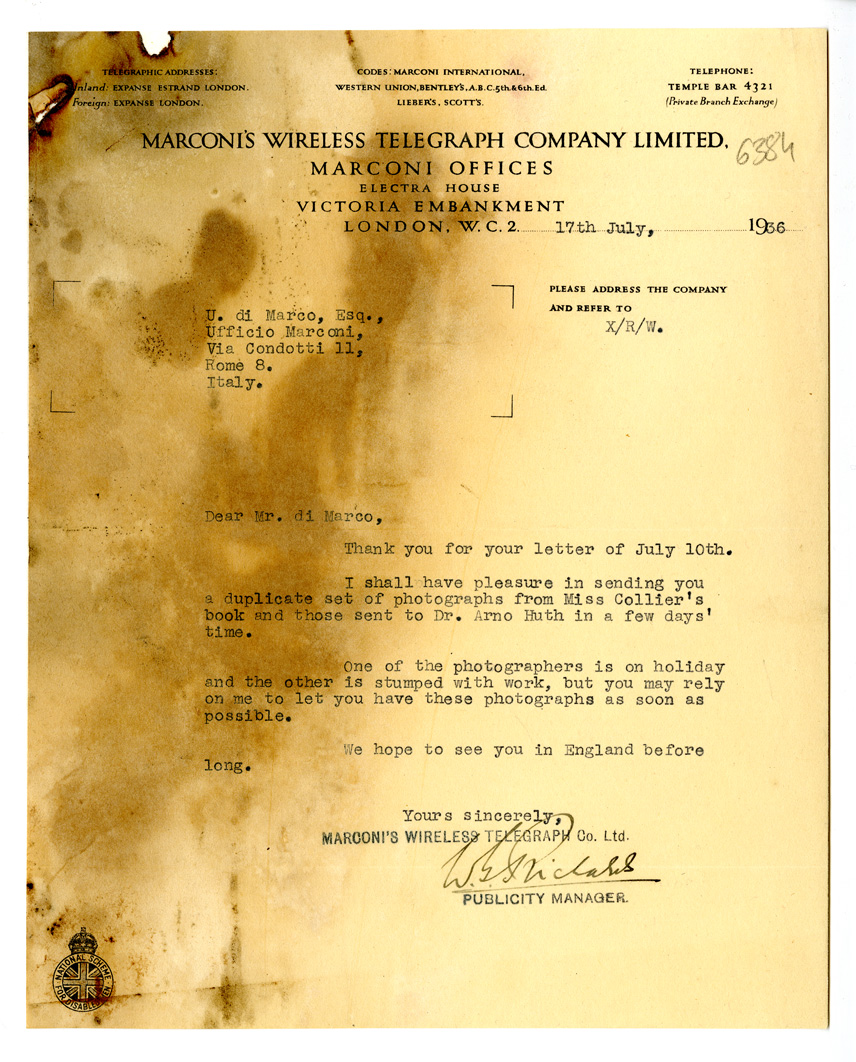 TELEGRAPHIC ADDRESSES:
Inland: EXPANSE ESTRAND LONDON.
Foreign: EXPANSE LONDON.
CODES: MARCONI INTERNATIONAL,
WESTERN UNION, BENTLEY'S, A.B.C. 5th. & 6th. Ed.
LIEBER'S, SCOTT'S.
TELEPHONE:
TEMPLE BAR 4321
(Private Branch Exchange)
MARCONI'S WIRELESS TELEGRAPH COMPANY LIMITED,
6384
MARCONI OFFICES
ELECTRA HOUSE
VICTORIA EMBANKMENT
LONDON, W.C. 2. 17th July, 1936
PLEASE ADDRESS THE COMPANY
AND REFER TO
X/R/W.
U. di Marco, Esq.,
Ufficio Marconi,
Via Condotti 11,
Rome 8.
Italy.
Dear Mr. di Marco,
Thank you for your letter of July 10th.
I shall have pleasure in sending you
a duplicate set of photographs from Miss Collier's
book and those sent to Dr. Arno Huth in a few days'
time.
One of the photographers is on holiday
and the other is stumped with work, but you may rely
on me to let you have these photographs as soon as
possible.
We hope to see you in England before
long.
Yours sincerely,
MARCONI'S WIRELESS TELEGRAPH Co. Ltd.
W. G. Richards
PUBLICITY MANAGER.
NATIONAL SCHEME
FOR DISABLED MEN